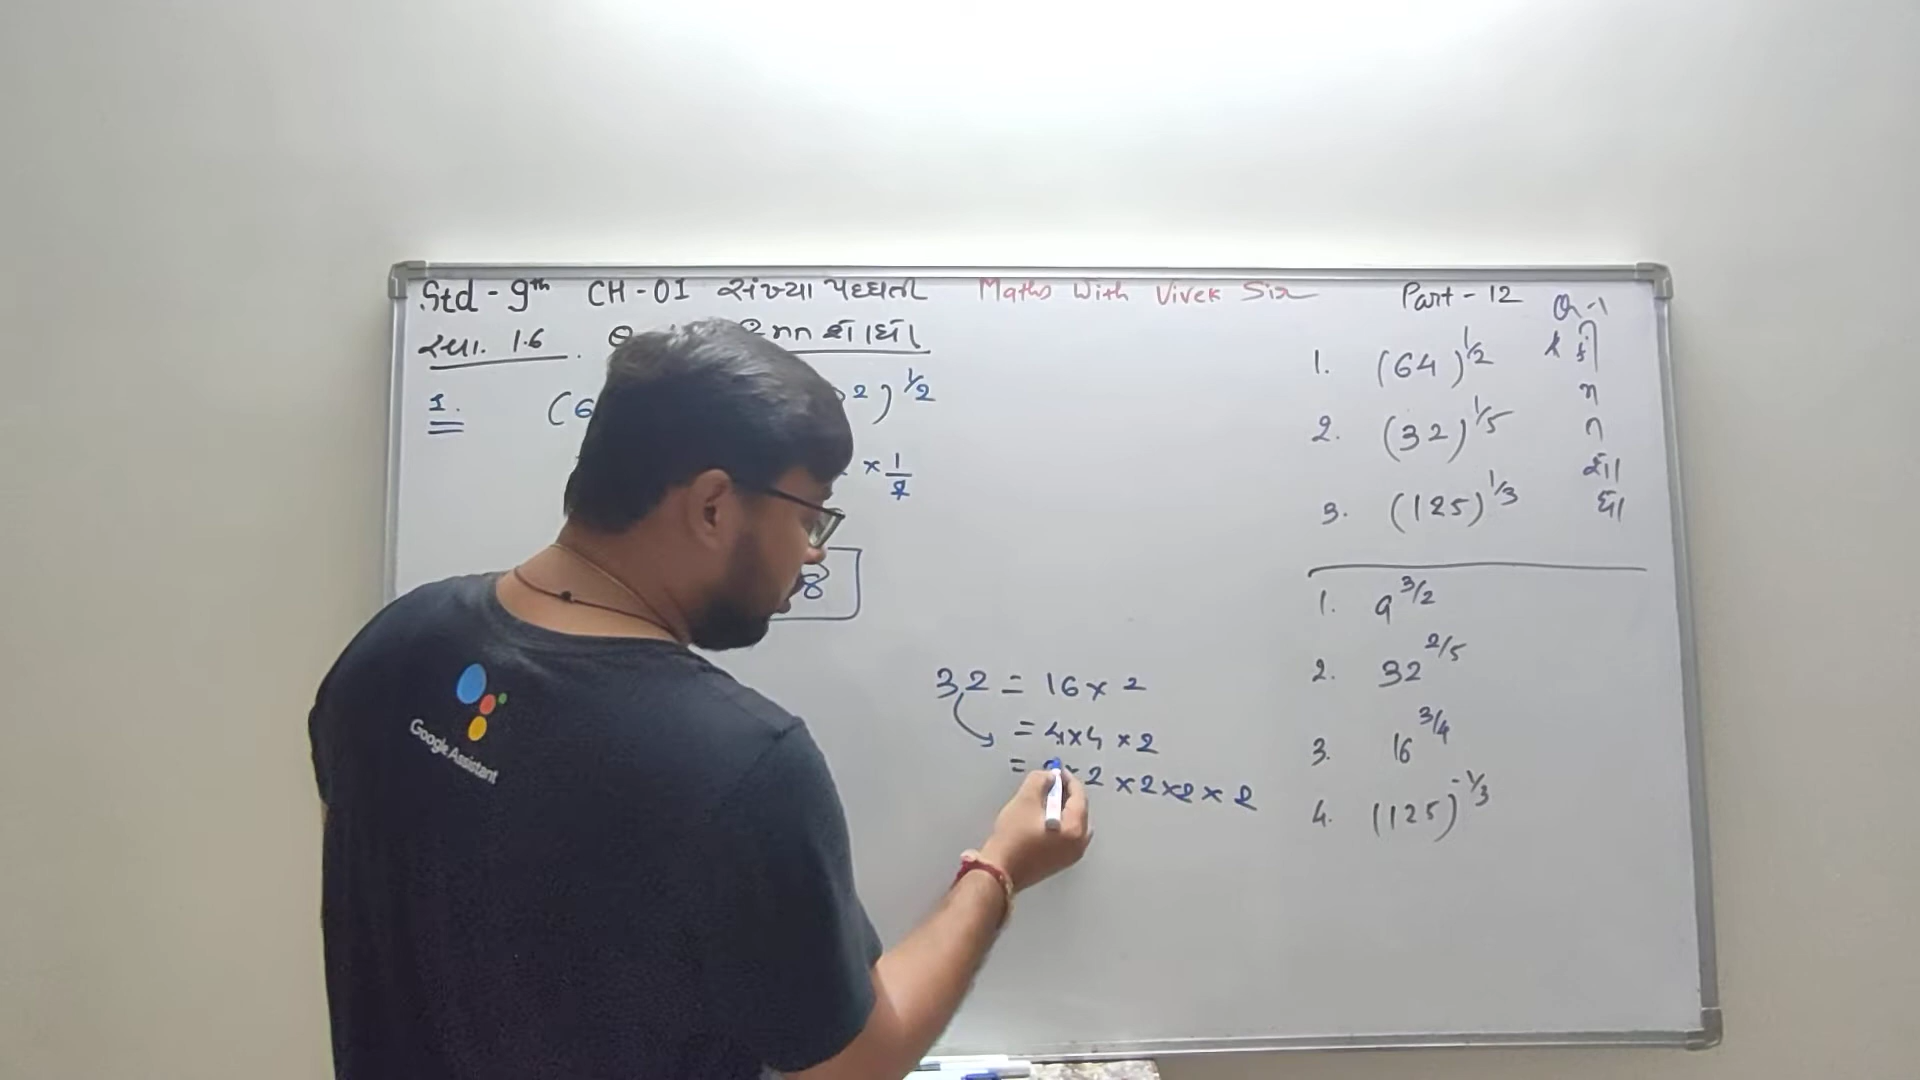 Std - 9th CH - 01 સંખ્યા પધ્ધતી Maths With Vivek Sir Part - 12
સ્વા. 1.6 શોધો
1. (6 2)^1/2
× 1/2
8
Google Assistant
32 = 16 × 2
= 4 × 4 × 2
= 2 × 2 × 2 × 2 × 2
1. (64)^1/2
2. (32)^1/5
3. (125)^1/3
1. 9^3/2
2. 32^2/5
3. 16^3/4
4. (125)^-1/3